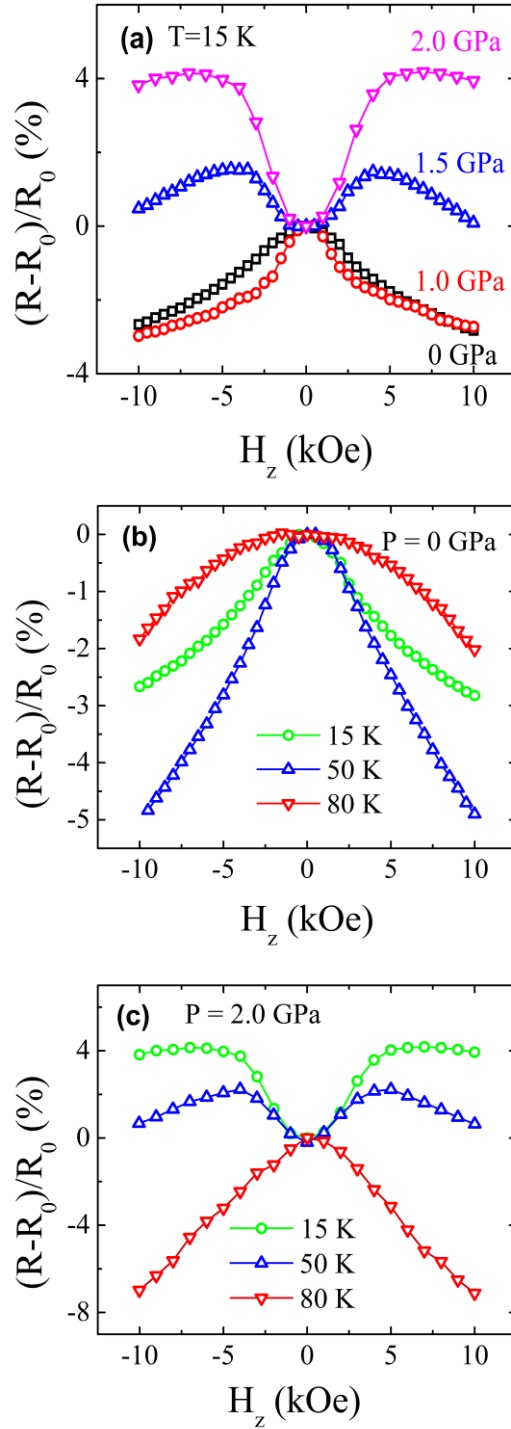 (a) T=15 K 2.0 GPa
4
1.5 GPa
0
1.0 GPa
0 GPa
-4
(R-R₀)/R₀ (%)
-10 -5 0 5 10
H_z (kOe)
(b) P = 0 GPa
0
-1
-2
-3
-4
-5
(R-R₀)/R₀ (%)
15 K
50 K
80 K
-10 -5 0 5 10
H_z (kOe)
(c) P = 2.0 GPa
4
0
-4
-8
(R-R₀)/R₀ (%)
15 K
50 K
80 K
-10 -5 0 5 10
H_z (kOe)